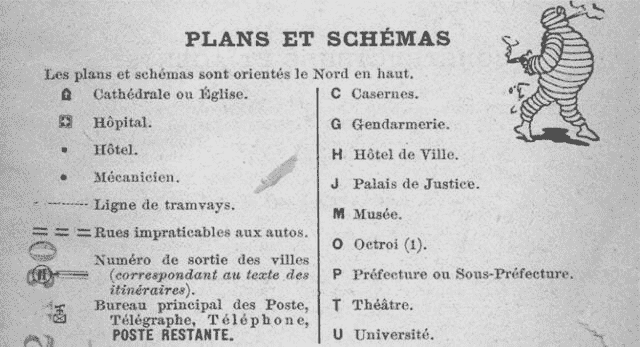 PLANS ET SCHÉMAS
Les plans et schémas sont orientés le Nord en haut.
Cathédrale ou Église.
Hôpital.
Hôtel.
Mécanicien.
Ligne de tramvays.
Rues impraticables aux autos.
Numéro de sortie des villes
(correspondant au texte des
itinéraires).
Bureau principal des Poste,
Télégraphe, Téléphone,
POSTE RESTANTE.
C Casernes.
G Gendarmerie.
H Hôtel de Ville.
J Palais de Justice.
M Musée.
O Octroi (1).
P Préfecture ou Sous-Préfecture.
T Théâtre.
U Université.